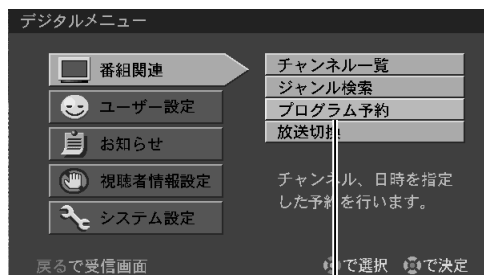 デジタルメニュー
番組関連
ユーザー設定
お知らせ
視聴者情報設定
システム設定
チャンネル一覧
ジャンル検索
プログラム予約
放送切換
チャンネル、日時を指定
した予約を行います。
戻るで受信画面
で選択
で決定